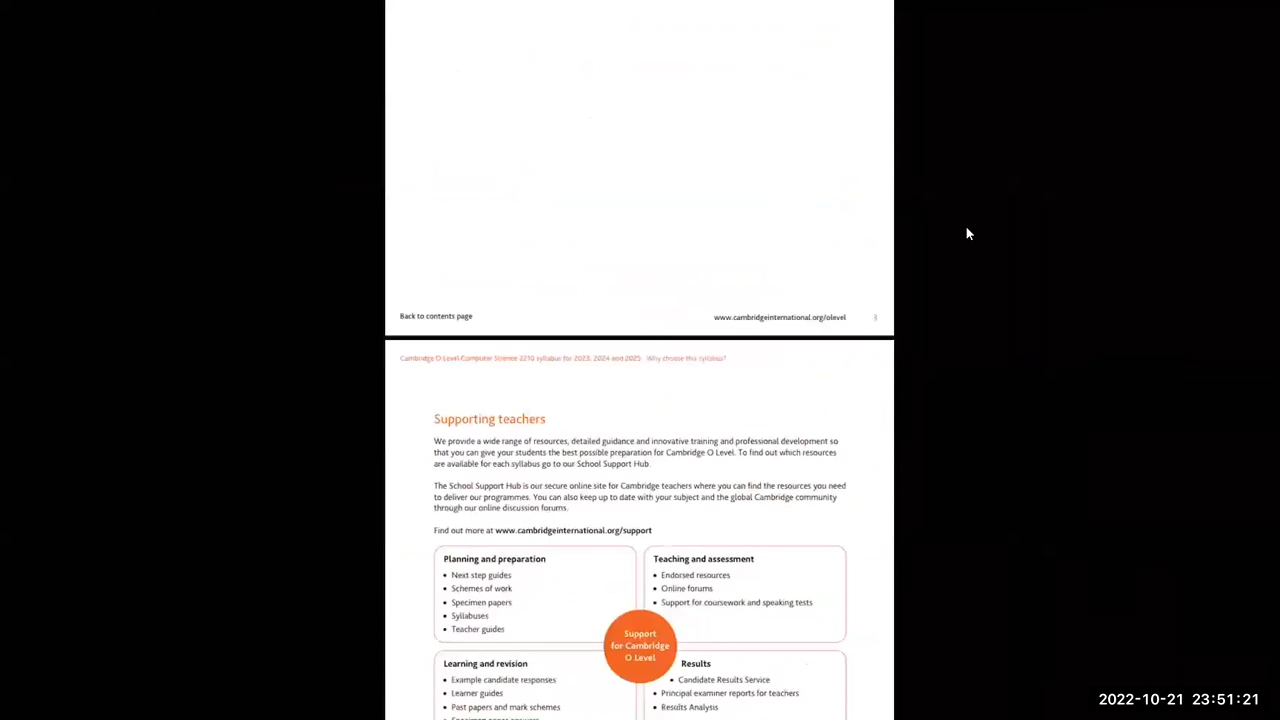 Back to contents page
www.cambridgeinternational.org/olevel 3
Cambridge O Level Computer Science 2210 syllabus for 2023, 2024 and 2025   Why choose this syllabus?
Supporting teachers
We provide a wide range of resources, detailed guidance and innovative training and professional development so
that you can give your students the best possible preparation for Cambridge O Level. To find out which resources
are available for each syllabus go to our School Support Hub.
The School Support Hub is our secure online site for Cambridge teachers where you can find the resources you need
to deliver our programmes. You can also keep up to date with your subject and the global Cambridge community
through our online discussion forums.
Find out more at www.cambridgeinternational.org/support
Planning and preparation
• Next step guides
• Schemes of work
• Specimen papers
• Syllabuses
• Teacher guides
Teaching and assessment
• Endorsed resources
• Online forums
• Support for coursework and speaking tests
Support
for Cambridge
O Level
Learning and revision
• Example candidate responses
• Learner guides
• Past papers and mark schemes
• Specimen paper answers
Results
• Candidate Results Service
• Principal examiner reports for teachers
• Results Analysis
2022-10-21 23:51:21